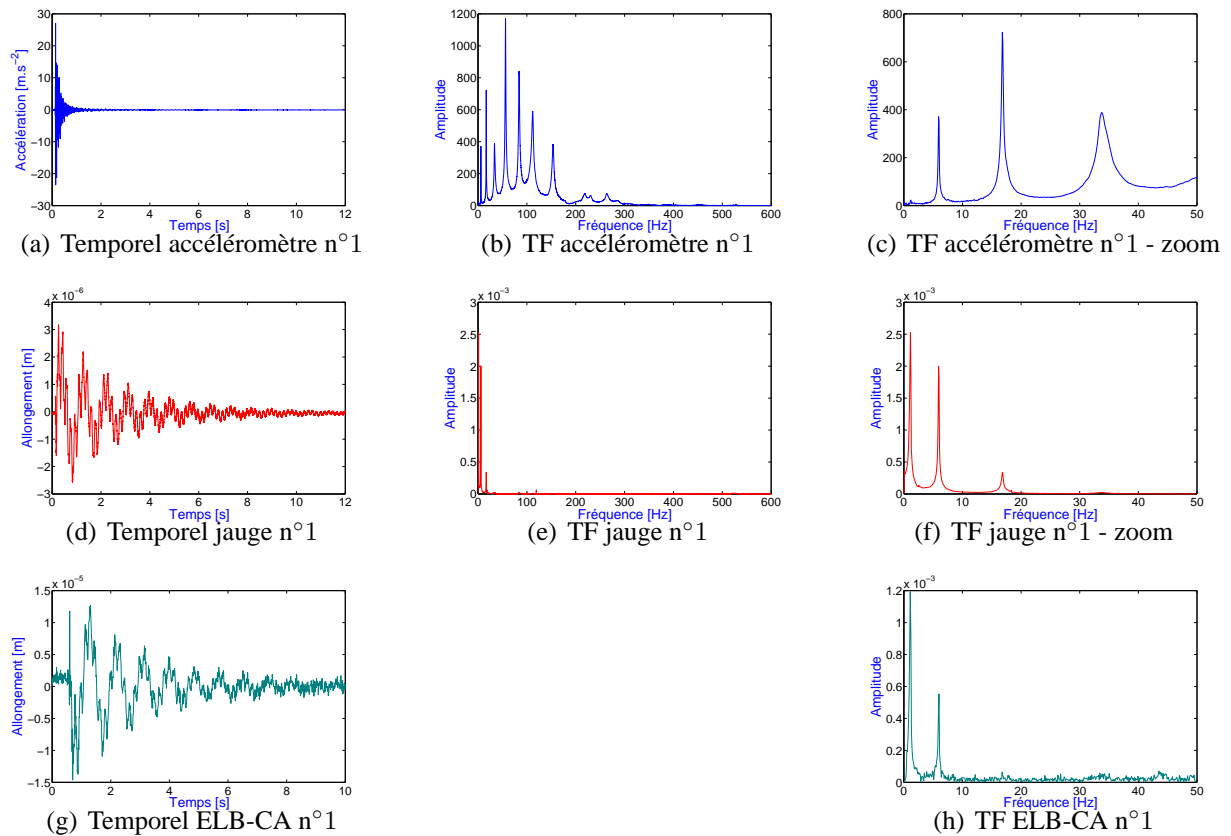 30
20
10
0
−10
−20
−30
0 2 4 6 8 10 12
Accélération [m.s−2]
Temps [s]
(a) Temporel accéléromètre n°1
1200
1000
800
600
400
200
0
0 100 200 300 400 500 600
Amplitude
Fréquence [Hz]
(b) TF accéléromètre n°1
800
600
400
200
0
0 10 20 30 40 50
Amplitude
Fréquence [Hz]
(c) TF accéléromètre n°1 - zoom
x 10−6
4
3
2
1
0
−1
−2
−3
0 2 4 6 8 10 12
Allongement [m]
Temps [s]
(d) Temporel jauge n°1
x 10−3
3
2.5
2
1.5
1
0.5
0
0 100 200 300 400 500 600
Amplitude
Fréquence [Hz]
(e) TF jauge n°1
x 10−3
3
2.5
2
1.5
1
0.5
0
0 10 20 30 40 50
Amplitude
Fréquence [Hz]
(f) TF jauge n°1 - zoom
x 10−5
1.5
1
0.5
0
−0.5
−1
−1.5
0 2 4 6 8 10
Allongement [m]
Temps [s]
(g) Temporel ELB-CA n°1
x 10−3
1.2
1
0.8
0.6
0.4
0.2
0
0 10 20 30 40 50
Amplitude
Fréquence [Hz]
(h) TF ELB-CA n°1